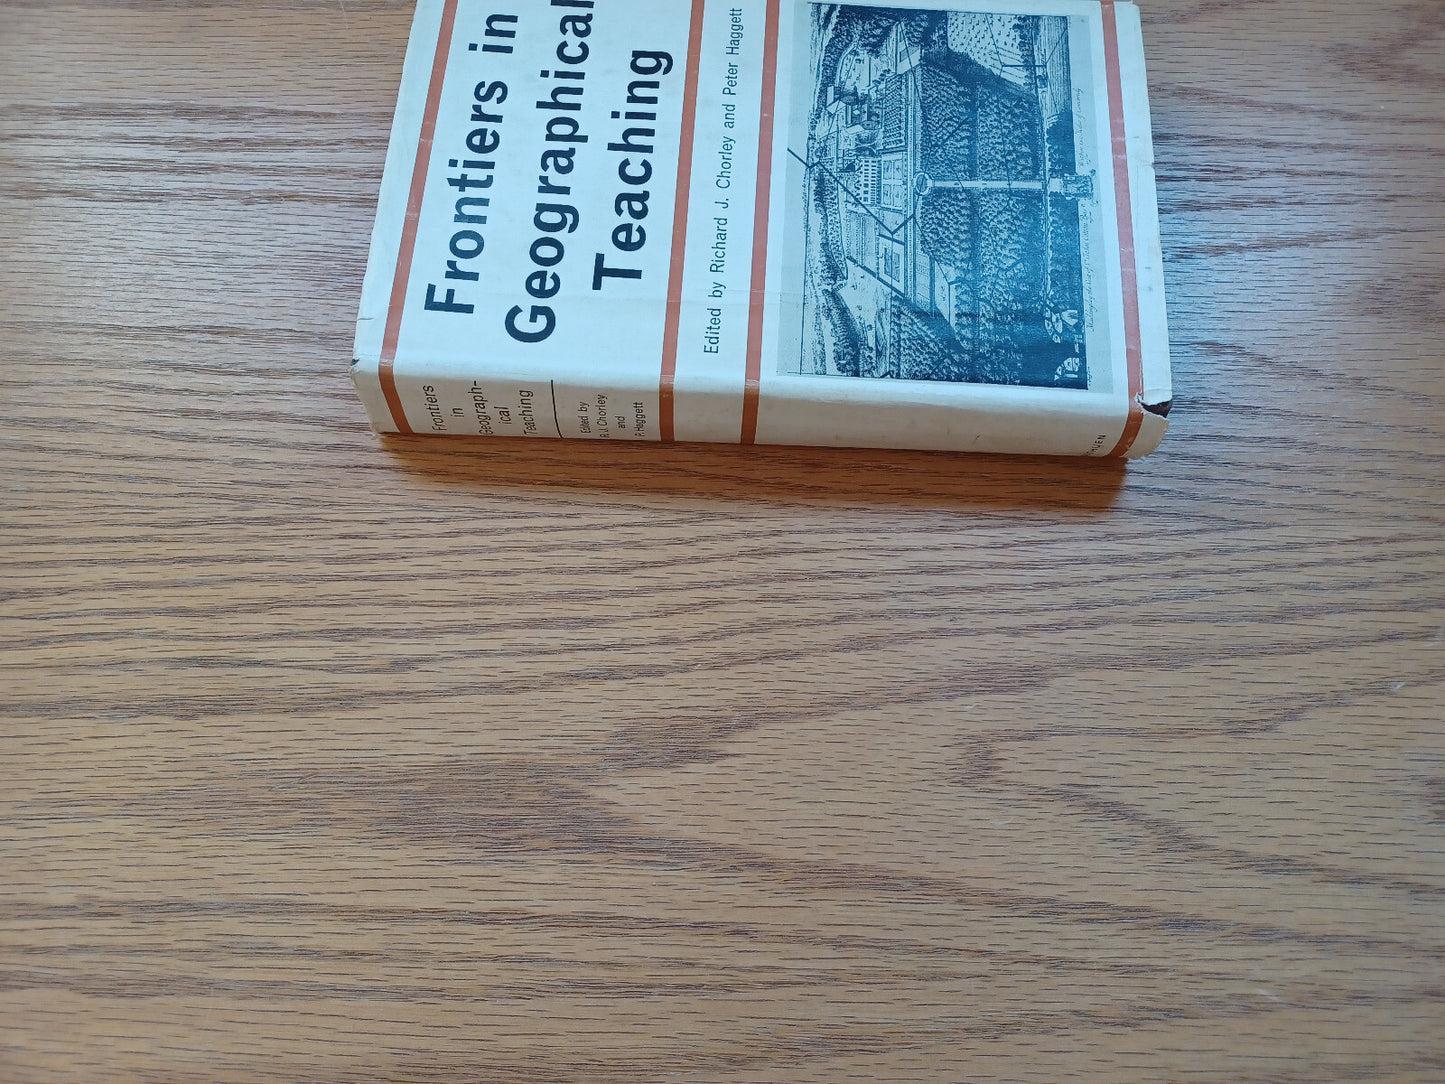 Frontiers in
Geographical
Teaching
Edited by Richard J. Chorley and Peter Haggett
Frontiers
in
Geograph-
ical
Teaching
Edited by
R. J. Chorley
and
P. Haggett